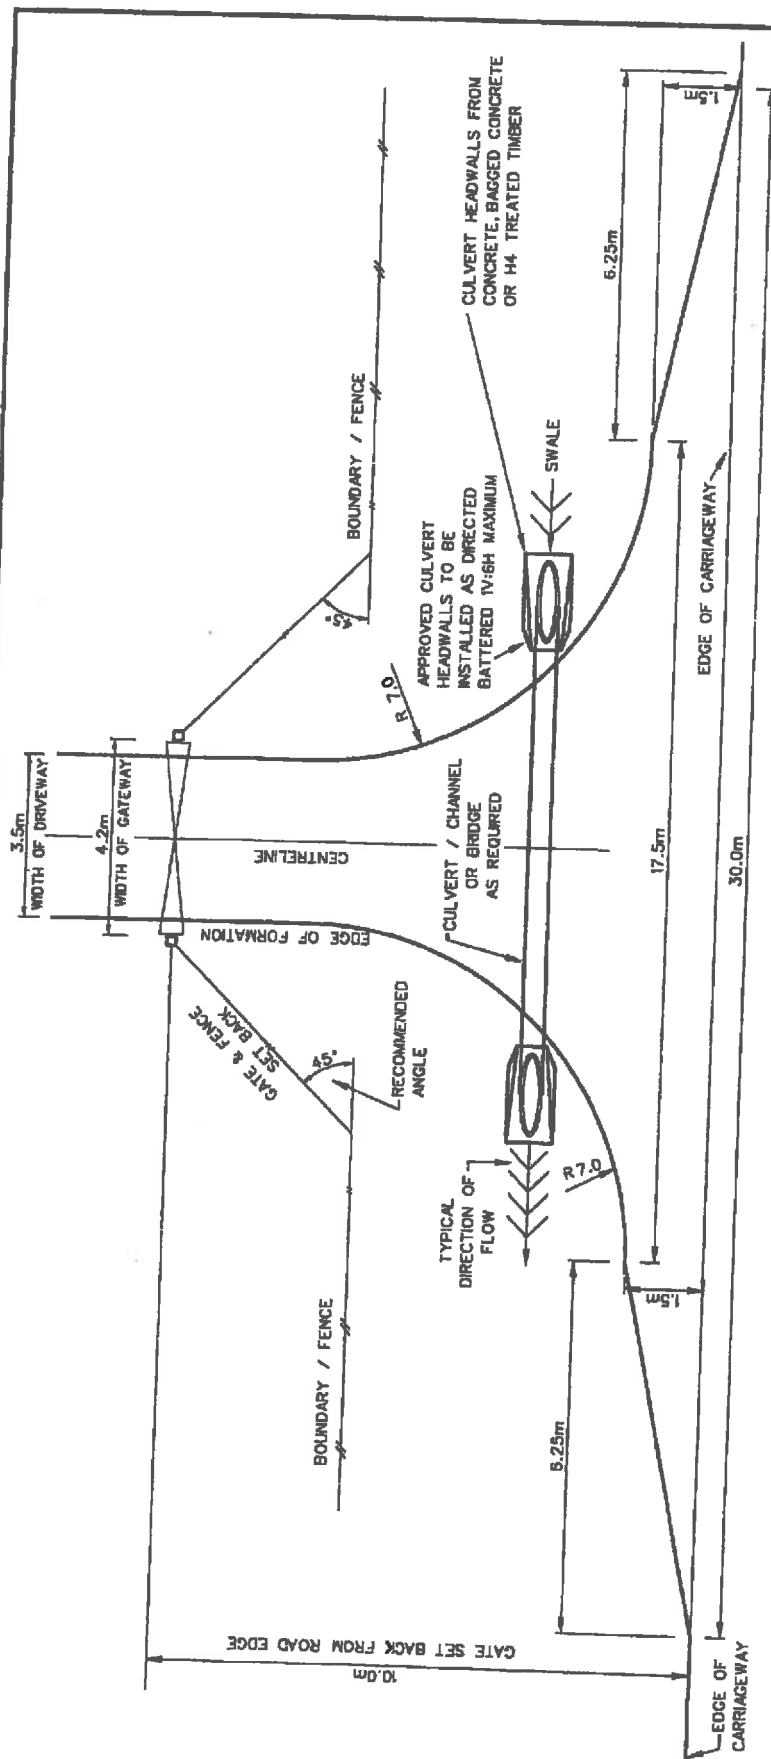 3.5m
WIDTH OF DRIVEWAY
4.2m
WIDTH OF GATEWAY
CENTRELINE
EDGE OF FORMATION
GATE & FENCE
SET BACK
45°
RECOMMENDED
ANGLE
BOUNDARY / FENCE
45°
BOUNDARY / FENCE
R 7.0
CULVERT HEADWALLS FROM
CONCRETE, BAGGED CONCRETE
OR H4 TREATED TIMBER
APPROVED CULVERT
HEADWALLS TO BE
INSTALLED AS DIRECTED
BATTERED 1V:6H MAXIMUM
SWALE
CULVERT / CHANNEL
OR BRIDGE
AS REQUIRED
TYPICAL
DIRECTION OF
FLOW
R7.0
GATE SET BACK FROM ROAD EDGE
10.0m
6.25m
1.5m
17.5m
6.25m
1.5m
30.0m
EDGE OF CARRIAGEWAY
EDGE OF
CARRIAGEWAY